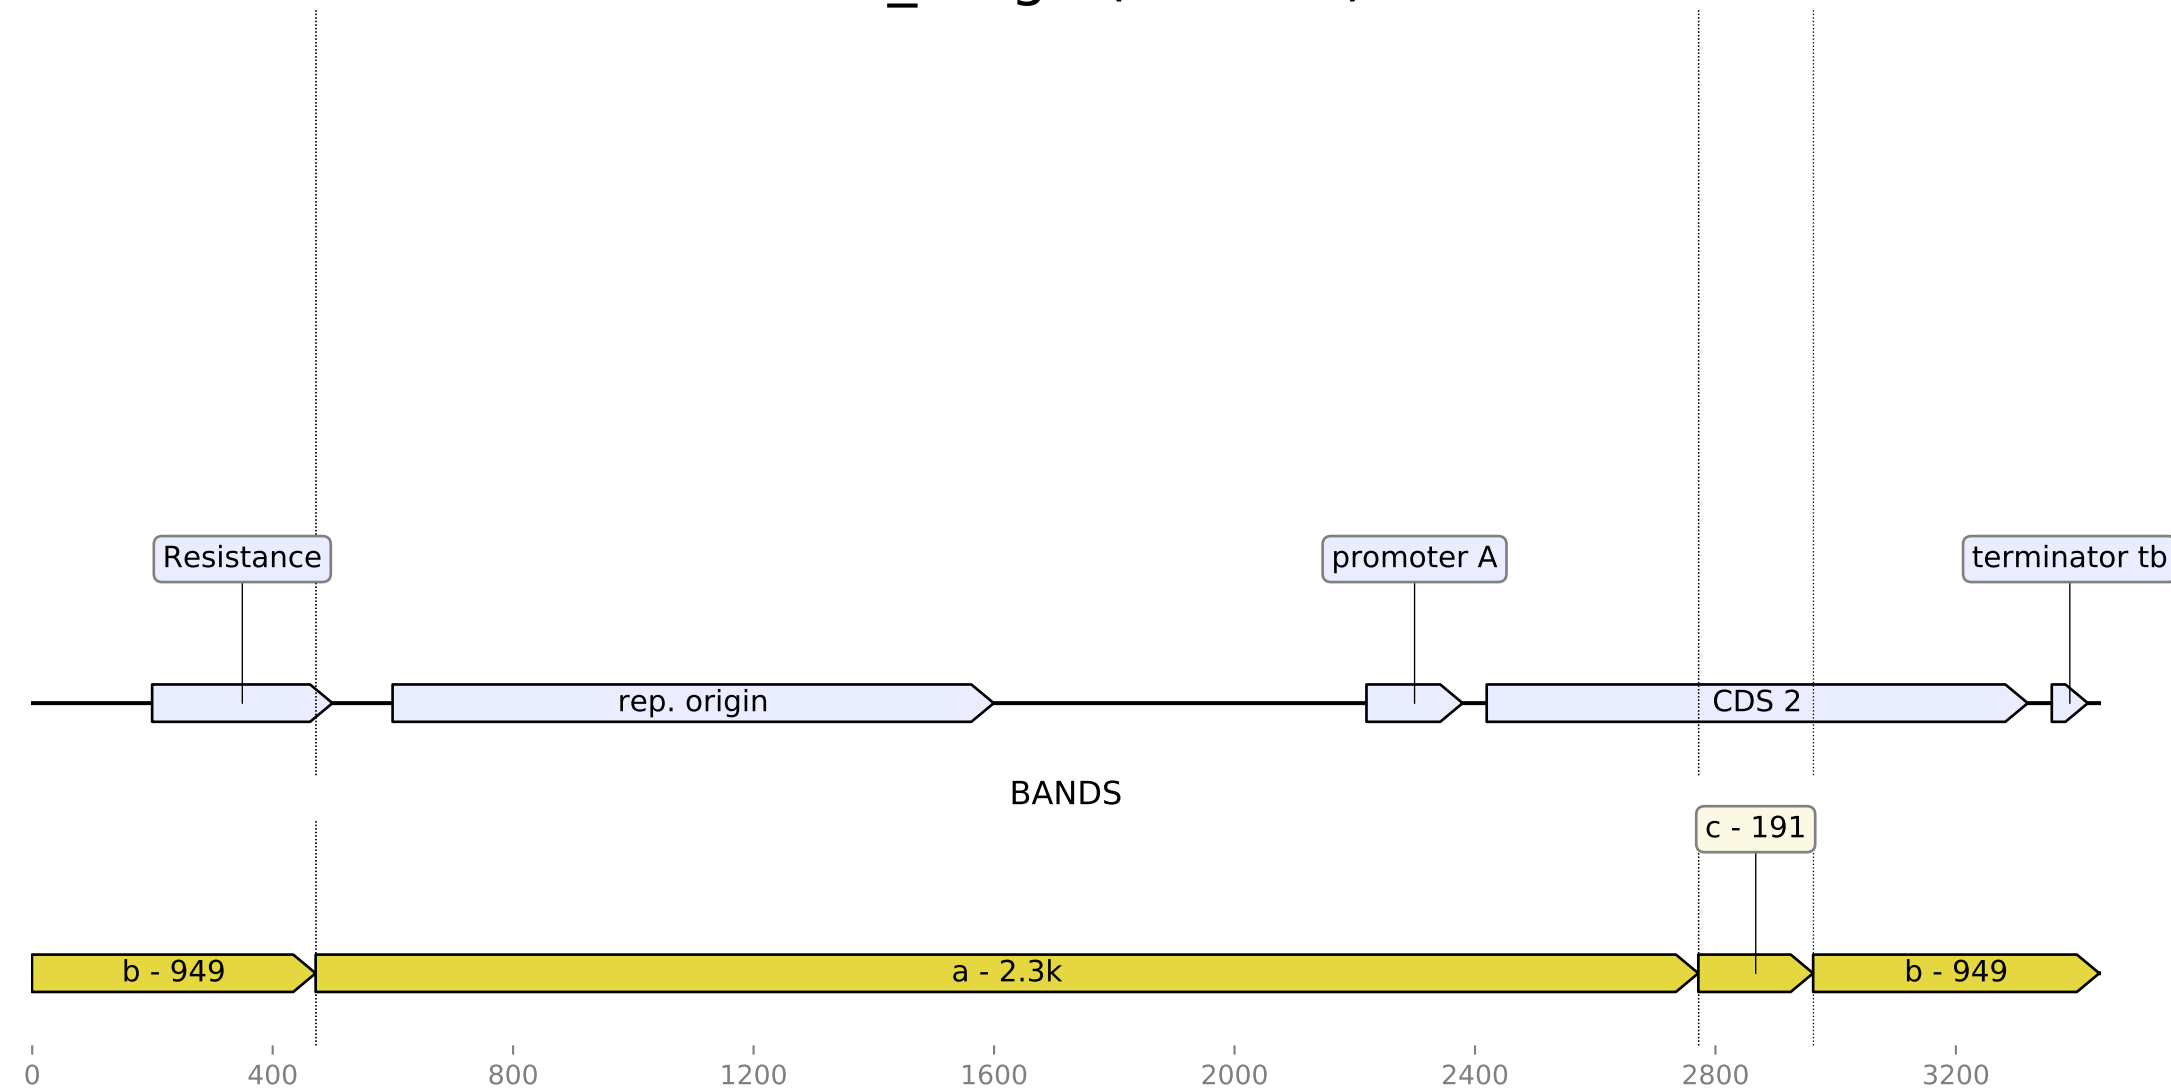 Resistance
promoter A
terminator tb
rep. origin
CDS 2
BANDS
c - 191
b - 949
a - 2.3k
b - 949
0 400 800 1200 1600 2000 2400 2800 3200